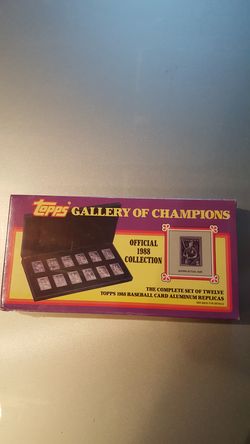 Topps GALLERY OF CHAMPIONS
OFFICIAL
1988
COLLECTION
THE COMPLETE SET OF TWELVE
TOPPS 1988 BASEBALL CARD ALUMINUM REPLICAS